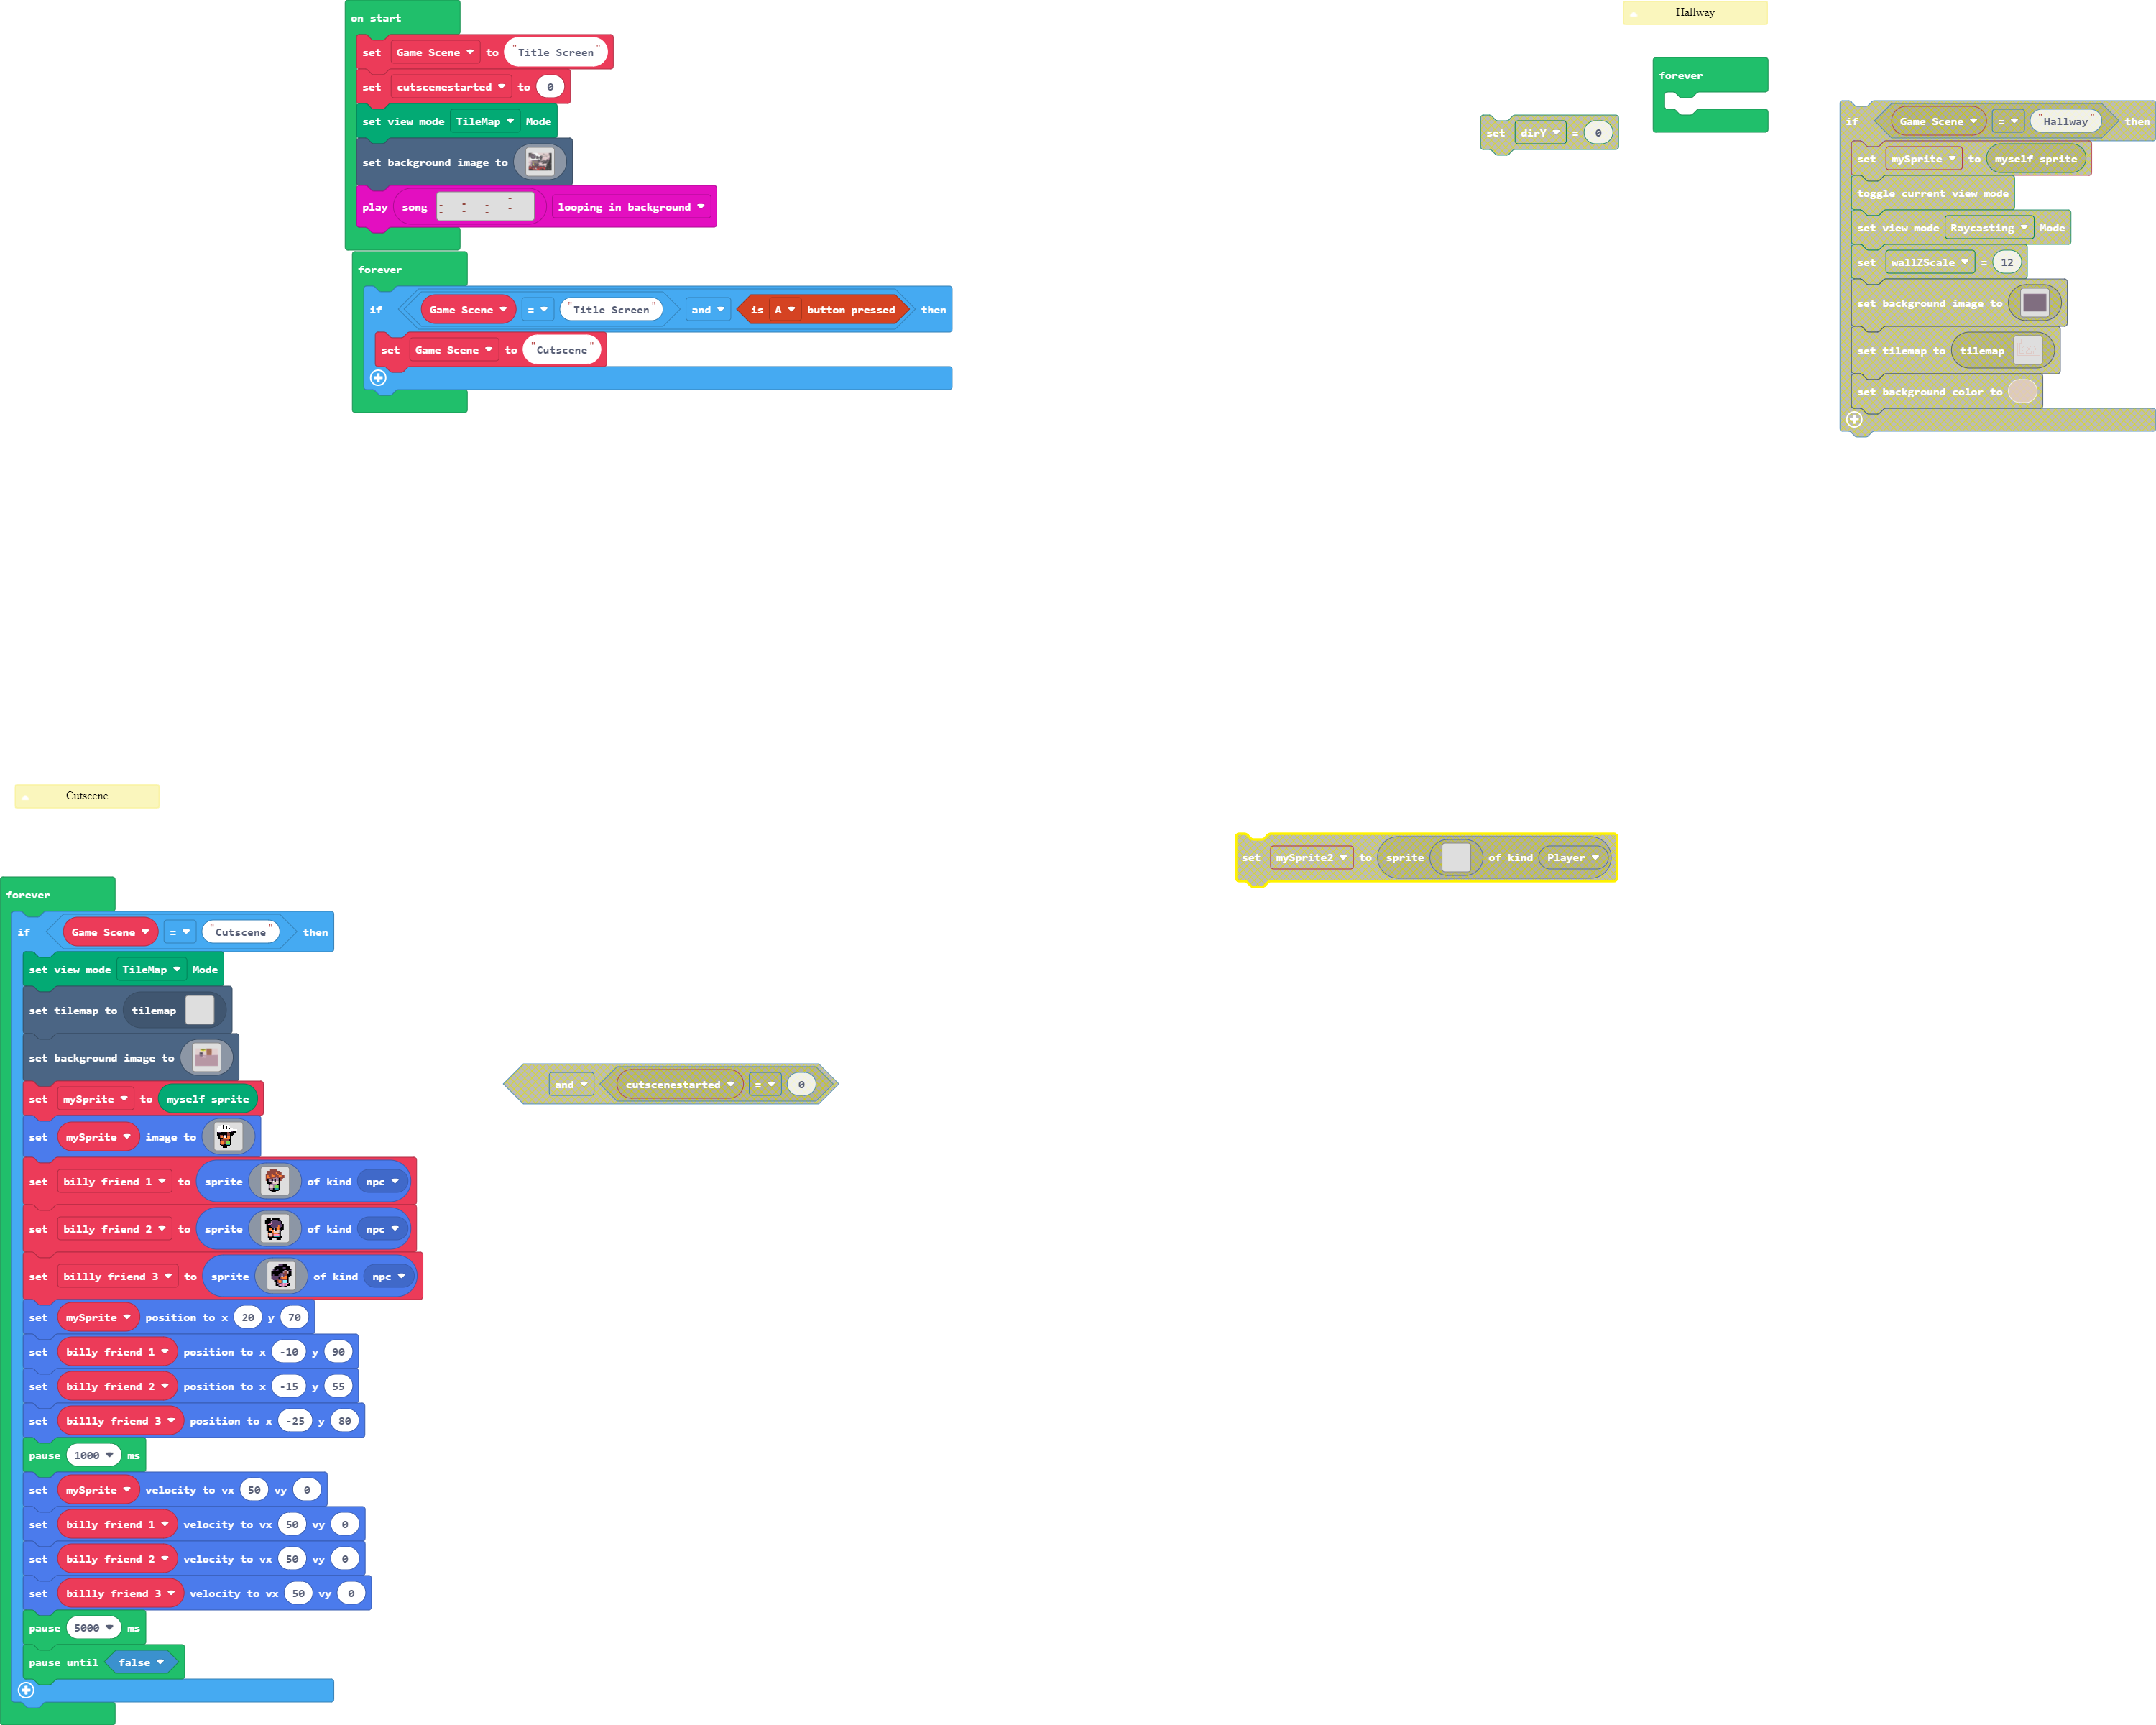 on start
set Game Scene to "Title Screen"
set cutscenestarted to 0
set view mode TileMap Mode
set background image to
play song looping in background
forever
if Game Scene = "Title Screen" and is A button pressed then
set Game Scene to "Cutscene"
Hallway
forever
set dirY = 0
if Game Scene = "Hallway" then
set mySprite to myself sprite
toggle current view mode
set view mode Raycasting Mode
set wallZScale = 12
set background image to
set tilemap to tilemap
set background color to
Cutscene
set mySprite2 to sprite of kind Player
forever
if Game Scene = "Cutscene" then
set view mode TileMap Mode
set tilemap to tilemap
set background image to
and cutscenestarted = 0
set mySprite to myself sprite
set mySprite image to
set billy friend 1 to sprite of kind npc
set billy friend 2 to sprite of kind npc
set billly friend 3 to sprite of kind npc
set mySprite position to x 20 y 70
set billy friend 1 position to x -10 y 90
set billy friend 2 position to x -15 y 55
set billly friend 3 position to x -25 y 80
pause 1000 ms
set mySprite velocity to vx 50 vy 0
set billy friend 1 velocity to vx 50 vy 0
set billy friend 2 velocity to vx 50 vy 0
set billly friend 3 velocity to vx 50 vy 0
pause 5000 ms
pause until false